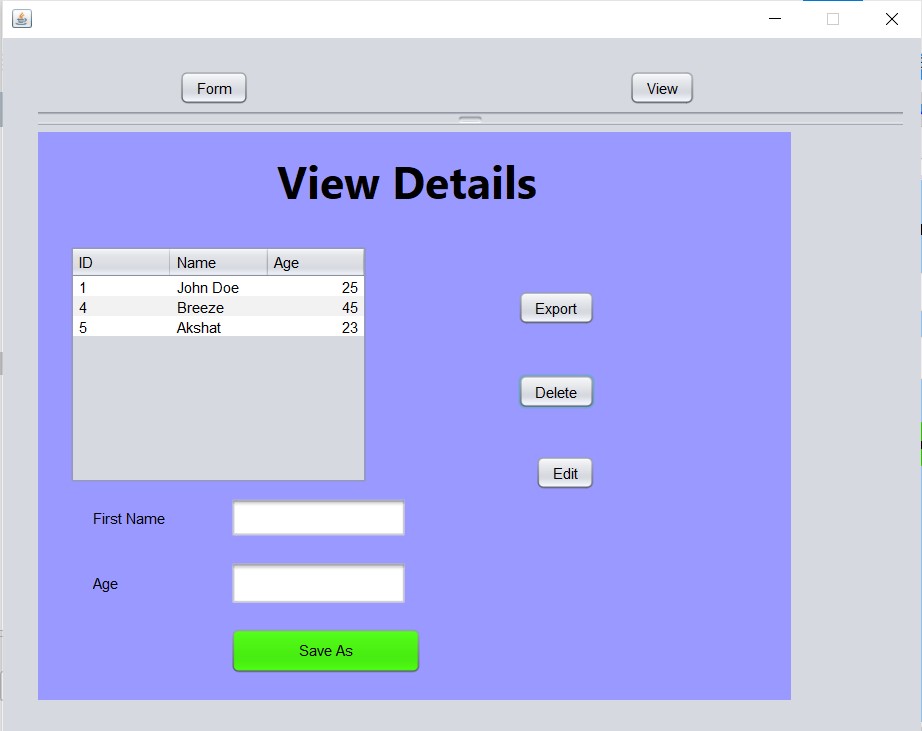 Form View
View Details
ID Name Age
1 John Doe 25
4 Breeze 45
5 Akshat 23
Export
Delete
Edit
First Name
Age
Save As